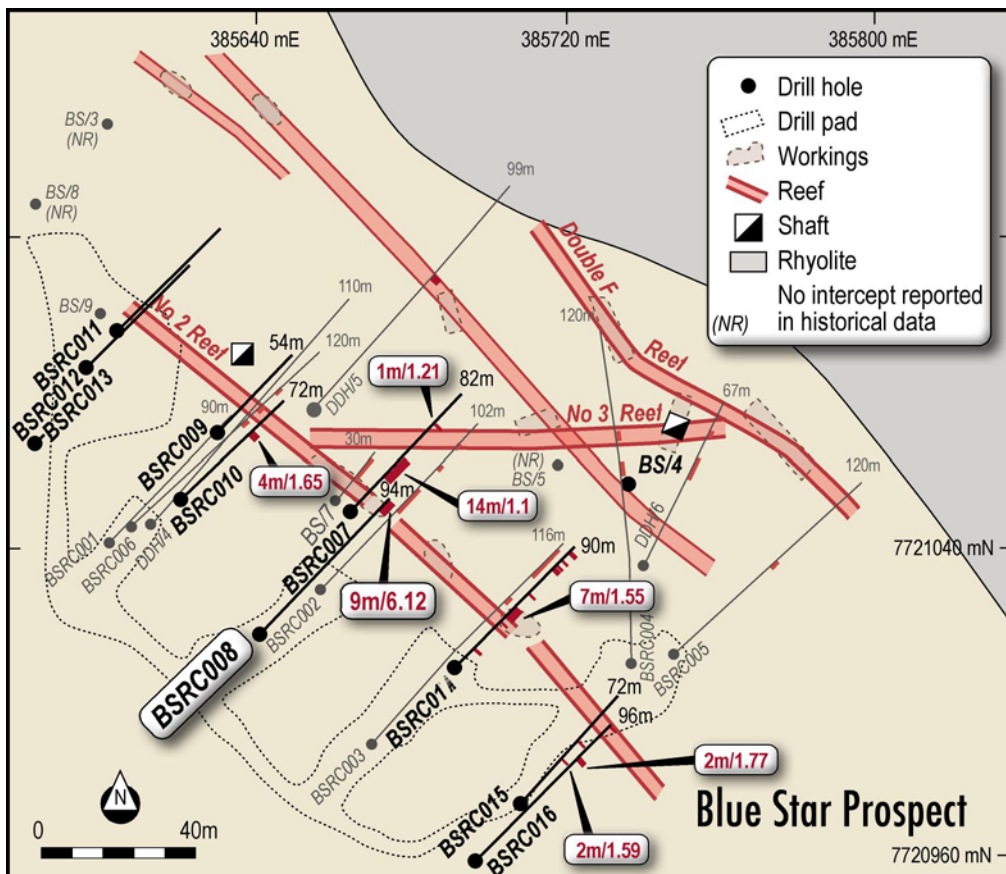 385640 mE
385720 mE
385800 mE
Drill hole
Drill pad
Workings
Reef
Shaft
Rhyolite
(NR) No intercept reported
in historical data
BS/3
(NR)
BS/8
(NR)
BS/9
99m
110m
120m
54m
72m
90m
No 2 Reef
Double F
Reef
120m
No 3 Reef
67m
120m
BSRC011
BSRC012
BSRC013
BSRC009
BSRC010
BSRC001
BSRC006
DDH/4
DDH/5
1m/1.21
82m
102m
30m
4m/1.65
94m
14m/1.1
BS/7
BSRC007
(NR)
BS/5
BS/4
DDH/6
7721040 mN
9m/6.12
BSRC002
BSRC008
116m
90m
7m/1.55
BSRC004
BSRC005
BSRC014
BSRC003
72m
96m
2m/1.77
BSRC015
BSRC016
2m/1.59
Blue Star Prospect
N
0 40m
7720960 mN